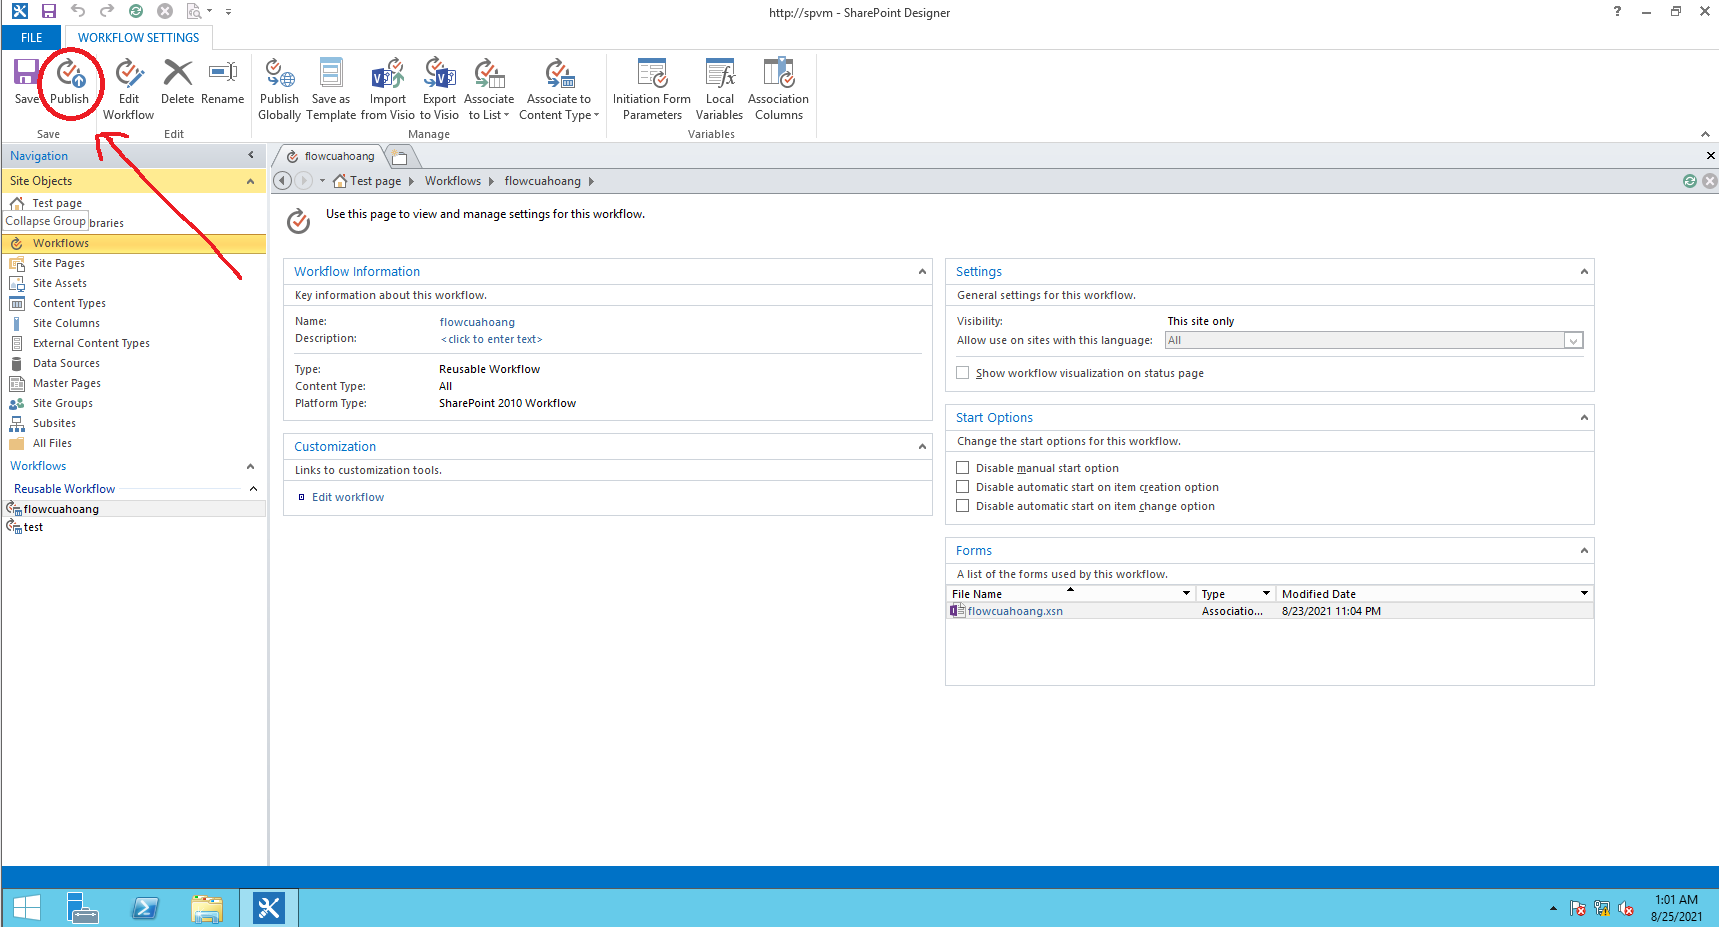 http://spvm - SharePoint Designer
?
FILE
WORKFLOW SETTINGS
Save
Publish
Edit Workflow
Delete
Rename
Publish Globally
Save as Template
Import from Visio
Export to Visio
Associate to List
Associate to Content Type
Initiation Form Parameters
Local Variables
Association Columns
Save
Edit
Manage
Variables
Navigation
Site Objects
Test page
Collapse Group
braries
Workflows
Site Pages
Site Assets
Content Types
Site Columns
External Content Types
Data Sources
Master Pages
Site Groups
Subsites
All Files
Workflows
Reusable Workflow
flowcuahoang
test
flowcuahoang
Test page
Workflows
flowcuahoang
Use this page to view and manage settings for this workflow.
Workflow Information
Key information about this workflow.
Name: flowcuahoang
Description: <click to enter text>
Type: Reusable Workflow
Content Type: All
Platform Type: SharePoint 2010 Workflow
Customization
Links to customization tools.
Edit workflow
Settings
General settings for this workflow.
Visibility: This site only
Allow use on sites with this language: All
Show workflow visualization on status page
Start Options
Change the start options for this workflow.
Disable manual start option
Disable automatic start on item creation option
Disable automatic start on item change option
Forms
A list of the forms used by this workflow.
File Name Type Modified Date
flowcuahoang.xsn Associatio... 8/23/2021 11:04 PM
1:01 AM
8/25/2021